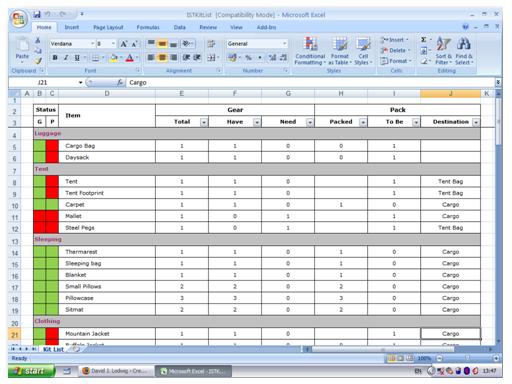 ISTKitList [Compatibility Mode] - Microsoft Excel
Home Insert Page Layout Formulas Data Review View Add-Ins
Verdana 8 General Insert
Paste Delete
Conditional Formatting Format as Table Cell Styles Format Sort & Filter Find & Select
Clipboard Font Alignment Number Styles Cells Editing
J21 Cargo
A B C D E F G H I J K
1
2 Status Item Gear Pack
3 G P Total Have Need Packed To Be Destination
4 Luggage
5 Cargo Bag 1 1 0 0 1
6 Daysack 1 1 0 0 1
7 Tent
8 Tent 1 1 0 1 Tent Bag
9 Tent Footprint 1 1 0 1 Tent Bag
10 Carpet 1 1 0 1 0 Cargo
11 Mallet 1 0 1 1 Cargo
12 Steel Pegs 1 0 1 1 Tent Bag
13 Sleeping
14 Thermarest 1 1 0 1 0 Cargo
15 Sleeping bag 1 1 0 1 0 Cargo
16 Blanket 1 1 0 1 0 Cargo
17 Small Pillows 2 2 0 2 0 Cargo
18 Pillowcase 3 3 0 3 0 Cargo
19 Sitmat 2 2 0 2 0 Cargo
20 Clothing
21 Mountain Jacket 1 1 0 1 Cargo
Kit List
Ready 100%
start David J. Ludwig - Cre... Microsoft Excel - ISTK... EN 13:47